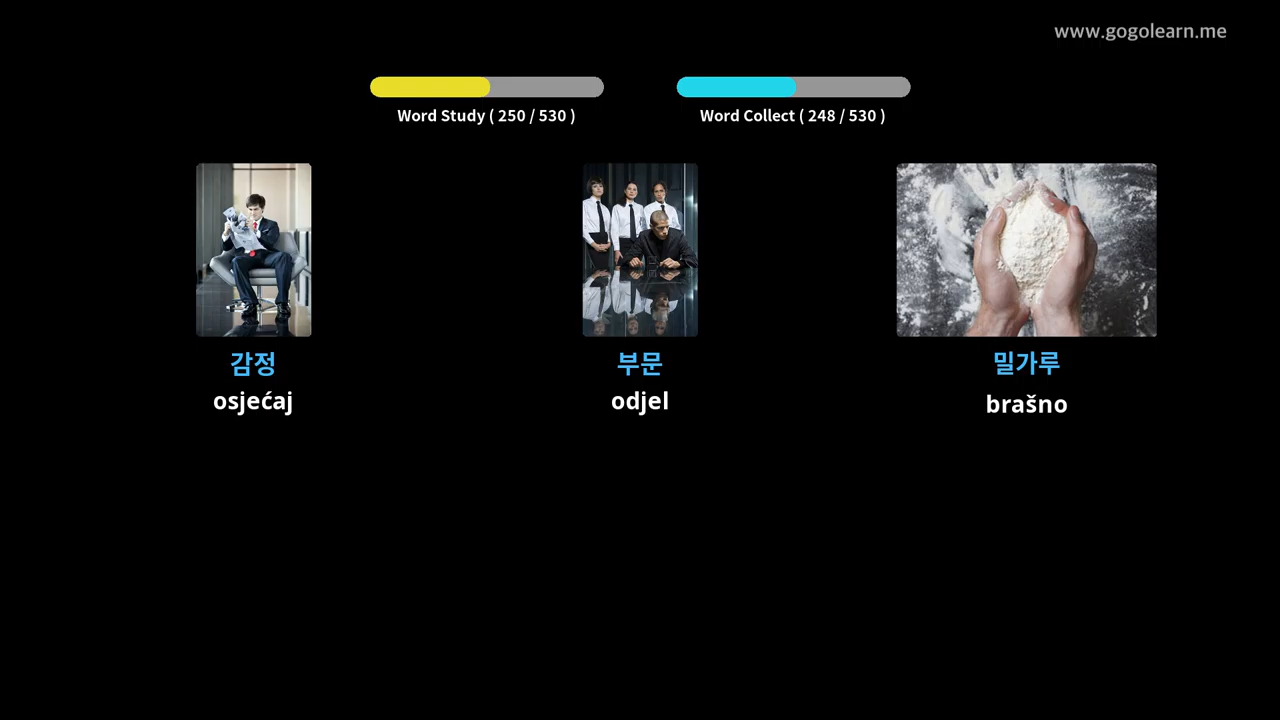 www.gogolearn.me
Word Study ( 250 / 530 )
Word Collect ( 248 / 530 )
감정
osjećaj
부문
odjel
밀가루
brašno